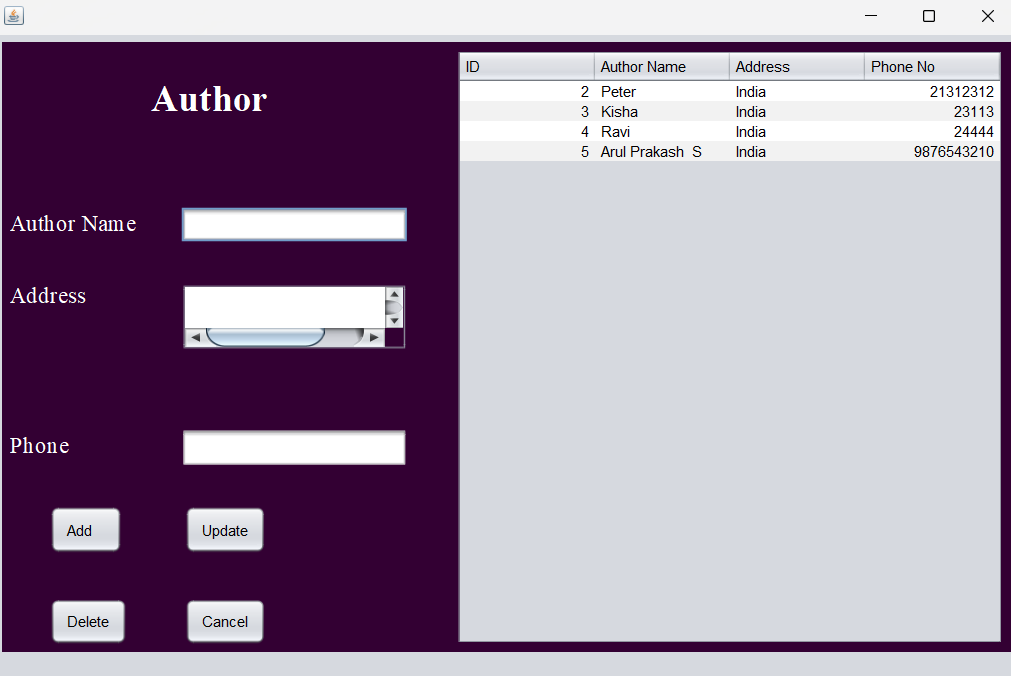 Author
Author Name
Address
Phone
Add Update
Delete Cancel
ID Author Name Address Phone No
2 Peter India 21312312
3 Kisha India 23113
4 Ravi India 24444
5 Arul Prakash  S India 9876543210